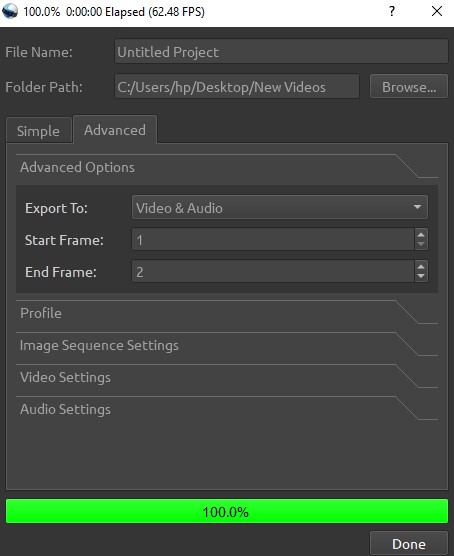 100.0% 0:00:00 Elapsed (62.48 FPS) ?
File Name: Untitled Project
Folder Path: C:/Users/hp/Desktop/New Videos Browse...
Simple Advanced
Advanced Options
Export To: Video & Audio
Start Frame: 1
End Frame: 2
Profile
Image Sequence Settings
Video Settings
Audio Settings
100.0%
Done